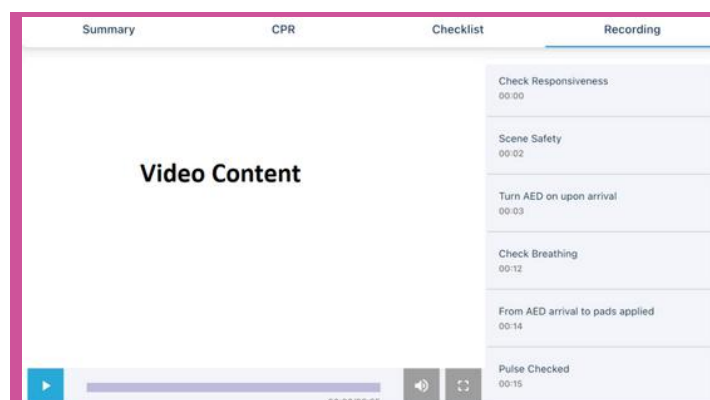 Summary CPR Checklist Recording
Video Content
Check Responsiveness
00:00
Scene Safety
00:02
Turn AED on upon arrival
00:03
Check Breathing
00:12
From AED arrival to pads applied
00:14
Pulse Checked
00:15